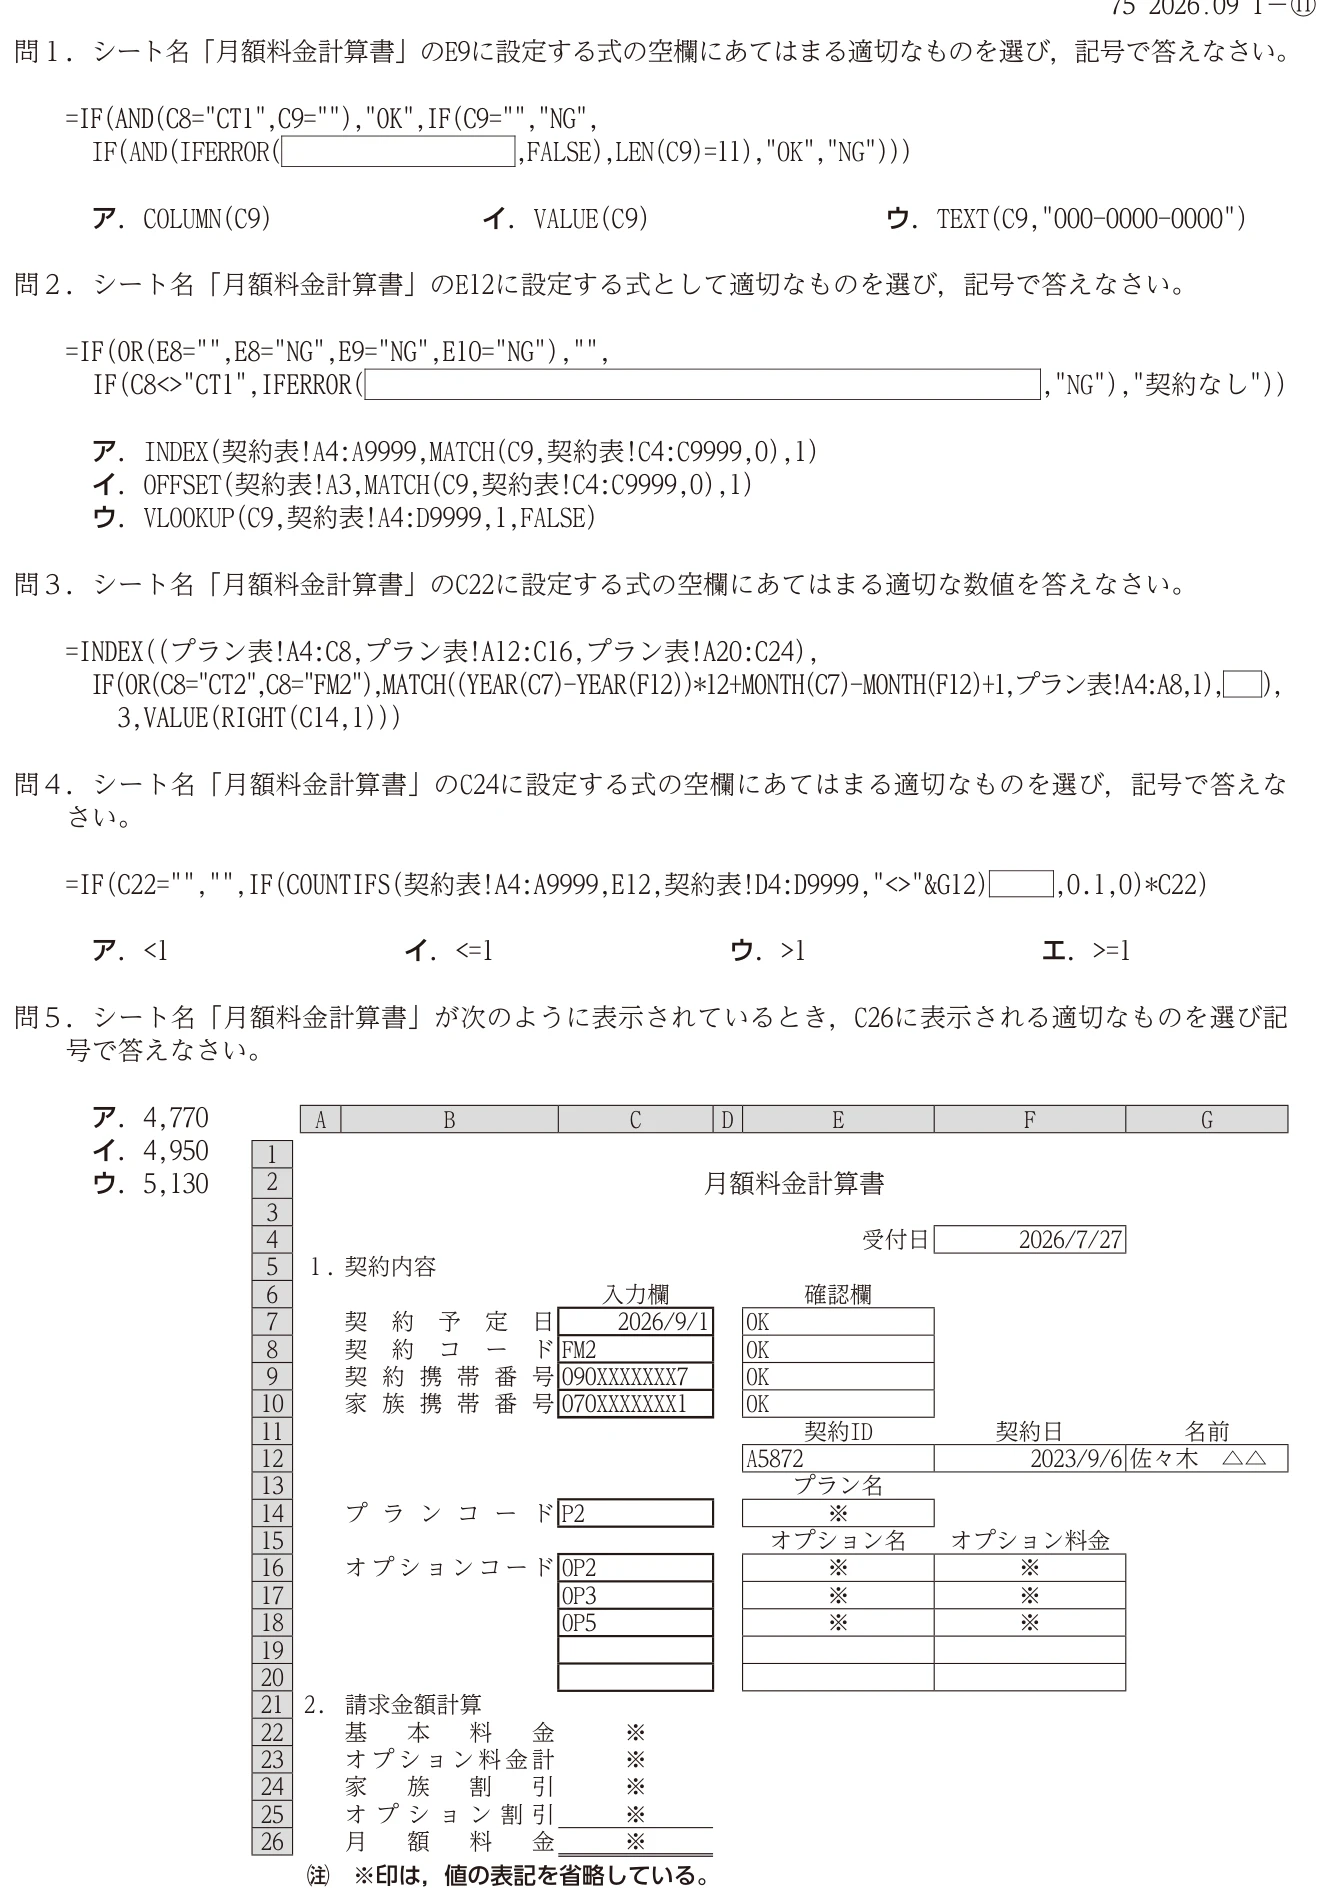 75 2026.09 1－⑪
問１．シート名「月額料金計算書」のE9に設定する式の空欄にあてはまる適切なものを選び，記号で答えなさい。
=IF(AND(C8="CT1",C9=""),"OK",IF(C9="","NG",
IF(AND(IFERROR( ,FALSE),LEN(C9)=11),"OK","NG")))
ア．COLUMN(C9) イ．VALUE(C9) ウ．TEXT(C9,"000-0000-0000")
問２．シート名「月額料金計算書」のE12に設定する式として適切なものを選び，記号で答えなさい。
=IF(OR(E8="",E8="NG",E9="NG",E10="NG"),"",
IF(C8<>"CT1",IFERROR( ,"NG"),"契約なし"))
ア．INDEX(契約表!A4:A9999,MATCH(C9,契約表!C4:C9999,0),1)
イ．OFFSET(契約表!A3,MATCH(C9,契約表!C4:C9999,0),1)
ウ．VLOOKUP(C9,契約表!A4:D9999,1,FALSE)
問３．シート名「月額料金計算書」のC22に設定する式の空欄にあてはまる適切な数値を答えなさい。
=INDEX((プラン表!A4:C8,プラン表!A12:C16,プラン表!A20:C24),
IF(OR(C8="CT2",C8="FM2"),MATCH((YEAR(C7)-YEAR(F12))*12+MONTH(C7)-MONTH(F12)+1,プラン表!A4:A8,1), ),
3,VALUE(RIGHT(C14,1)))
問４．シート名「月額料金計算書」のC24に設定する式の空欄にあてはまる適切なものを選び，記号で答えな
さい。
=IF(C22="","",IF(COUNTIFS(契約表!A4:A9999,E12,契約表!D4:D9999,"<>"&G12) ,0.1,0)*C22)
ア．<1 イ．<=1 ウ．>1 エ．>=1
問５．シート名「月額料金計算書」が次のように表示されているとき，C26に表示される適切なものを選び記
号で答えなさい。
ア．4,770
イ．4,950
ウ．5,130
A B C D E F G
1
2 月額料金計算書
3
4 受付日 2026/7/27
5 1．契約内容
6 入力欄 確認欄
7 契約予定日 2026/9/1 OK
8 契約コード FM2 OK
9 契約携帯番号 090XXXXXXX7 OK
10 家族携帯番号 070XXXXXXX1 OK
11 契約ID 契約日 名前
12 A5872 2023/9/6 佐々木　△△
13 プラン名
14 プランコード P2 ※
15 オプション名 オプション料金
16 オプションコード OP2 ※ ※
17 OP3 ※ ※
18 OP5 ※ ※
19
20
21 2．請求金額計算
22 基本料金 ※
23 オプション料金計 ※
24 家族割引 ※
25 オプション割引 ※
26 月額料金 ※
(注)　※印は，値の表記を省略している。